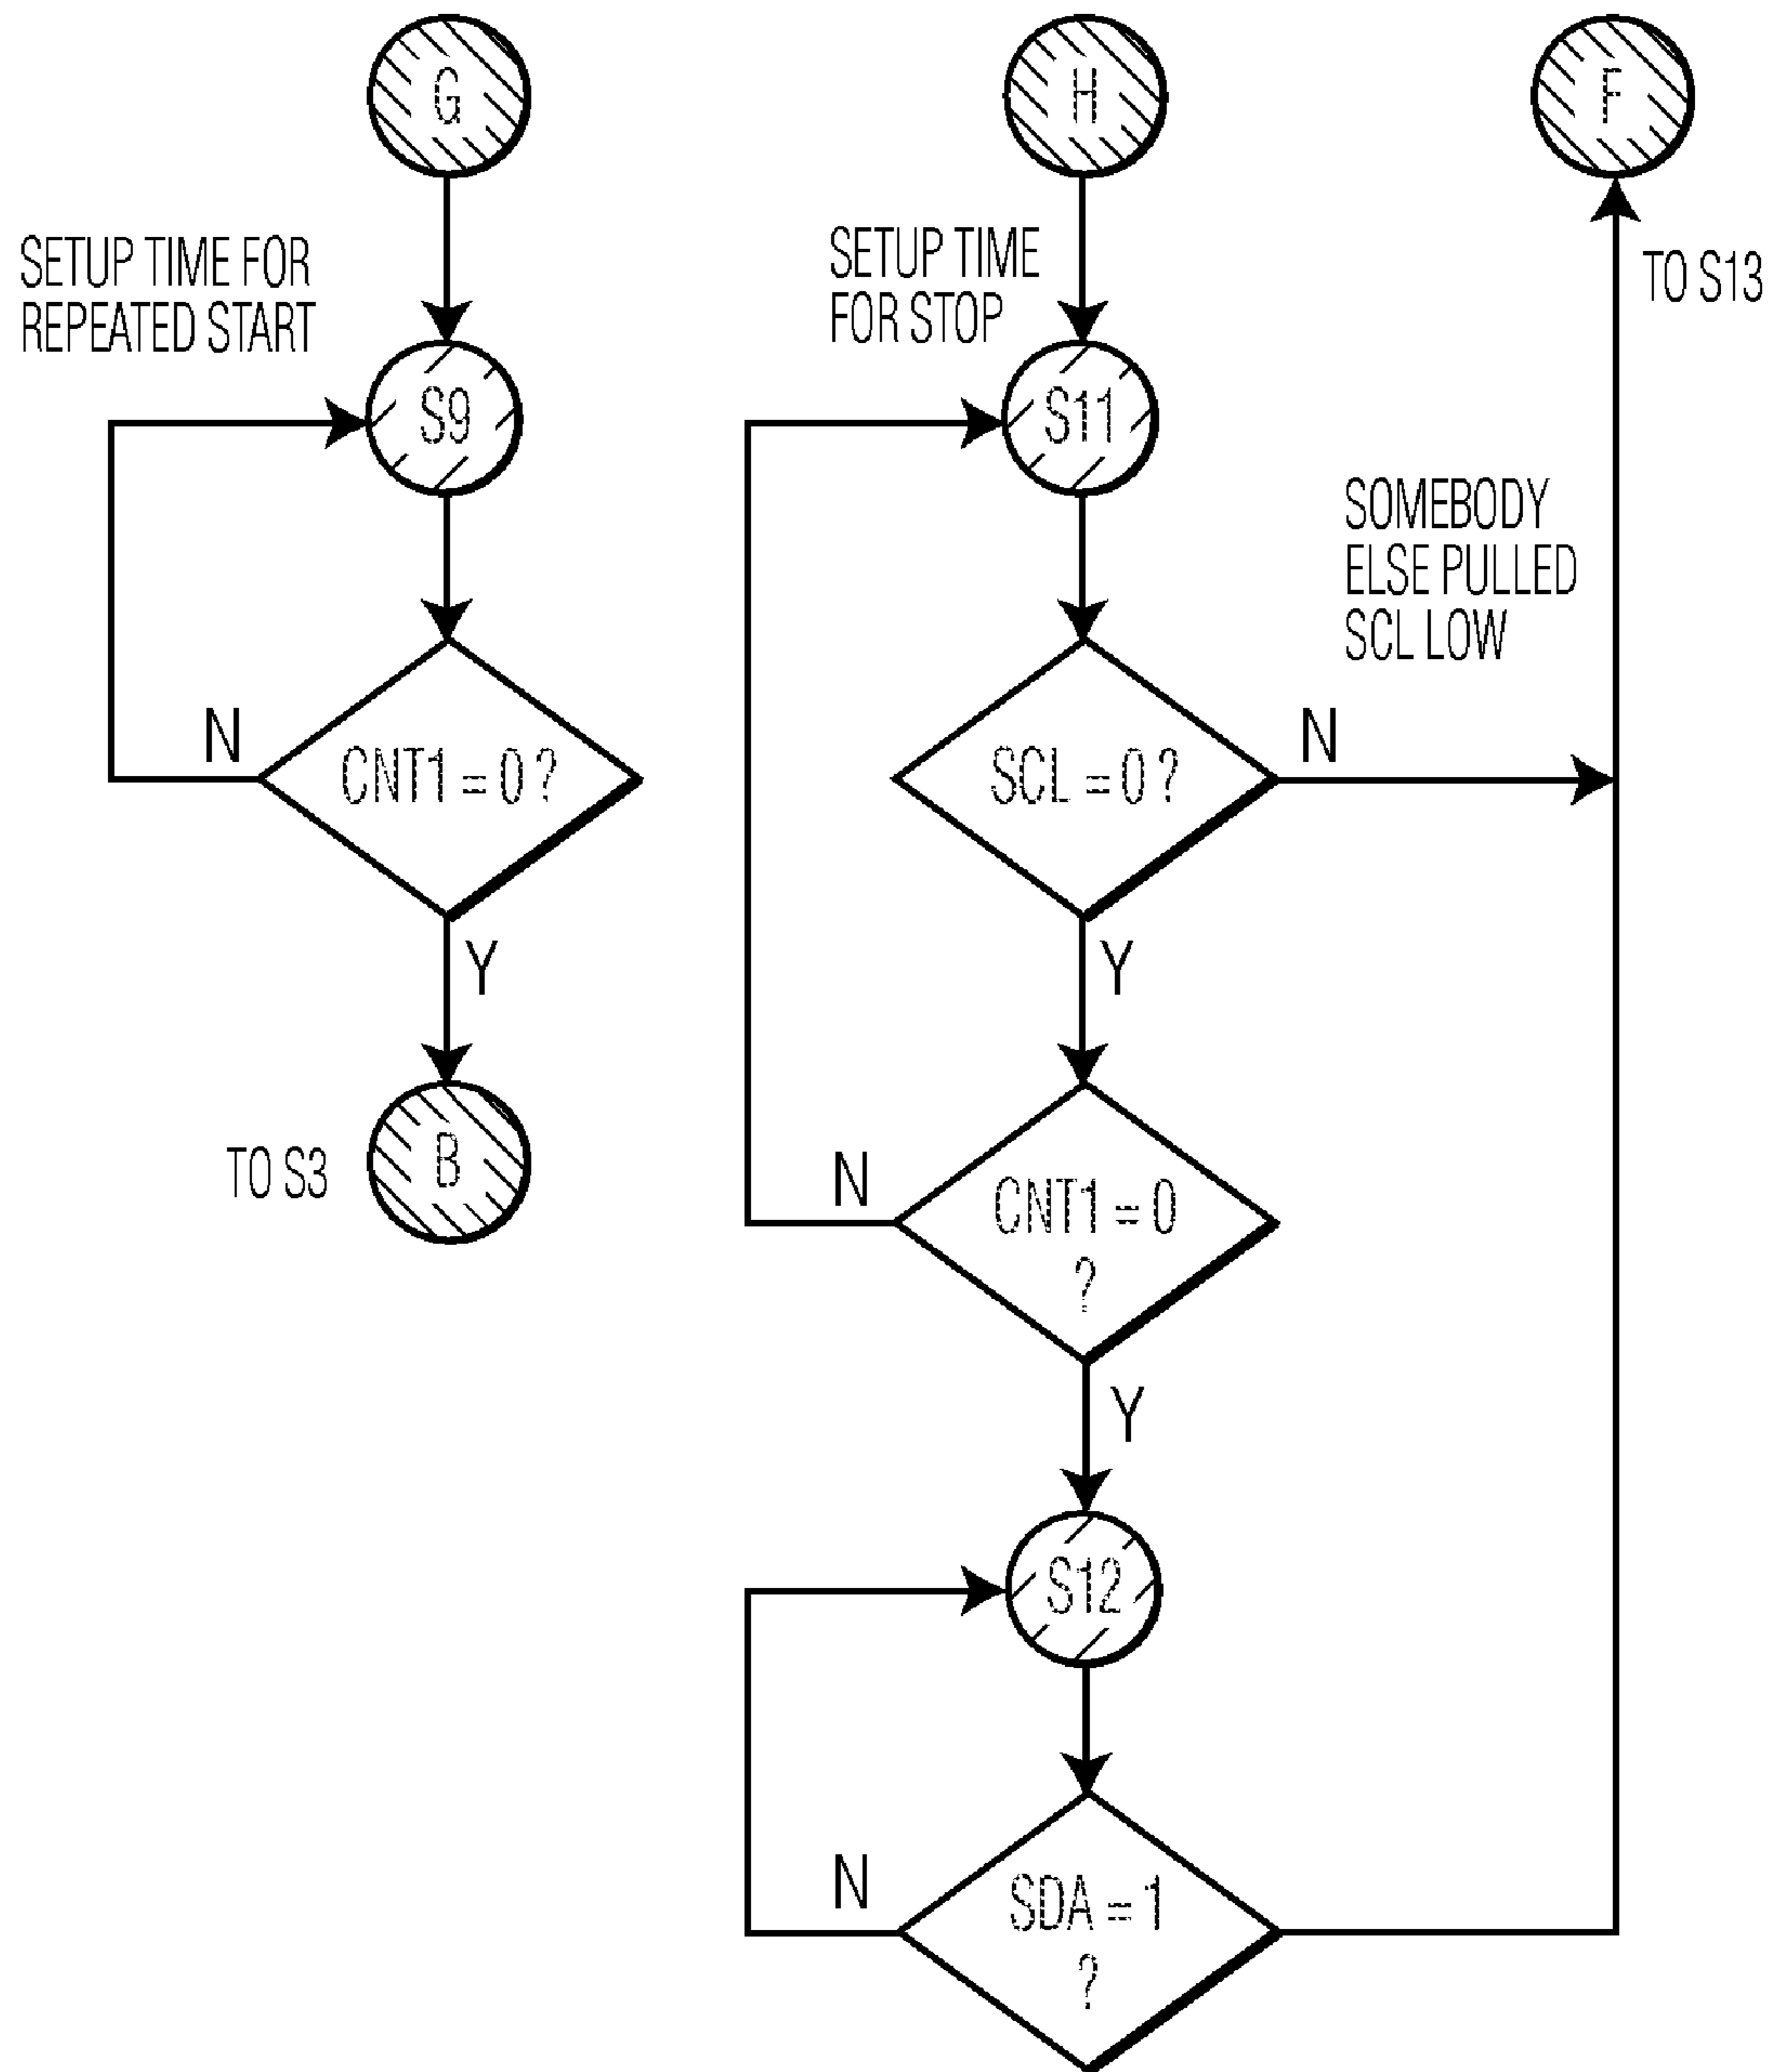 G
H
F
SETUP TIME FOR
REPEATED START
SETUP TIME
FOR STOP
TO S13
S9
S11
SOMEBODY
ELSE PULLED
SCL LOW
N
CNT1 = 0 ?
SCL = 0 ?
N
Y
Y
TO S3
B
N
CNT1 = 0
?
Y
S12
N
SDA = 1
?